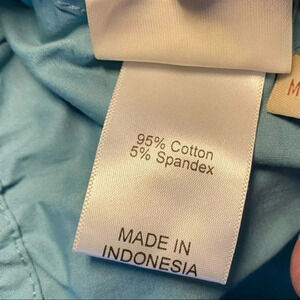 95% Cotton
5% Spandex
MADE IN
INDONESIA
M